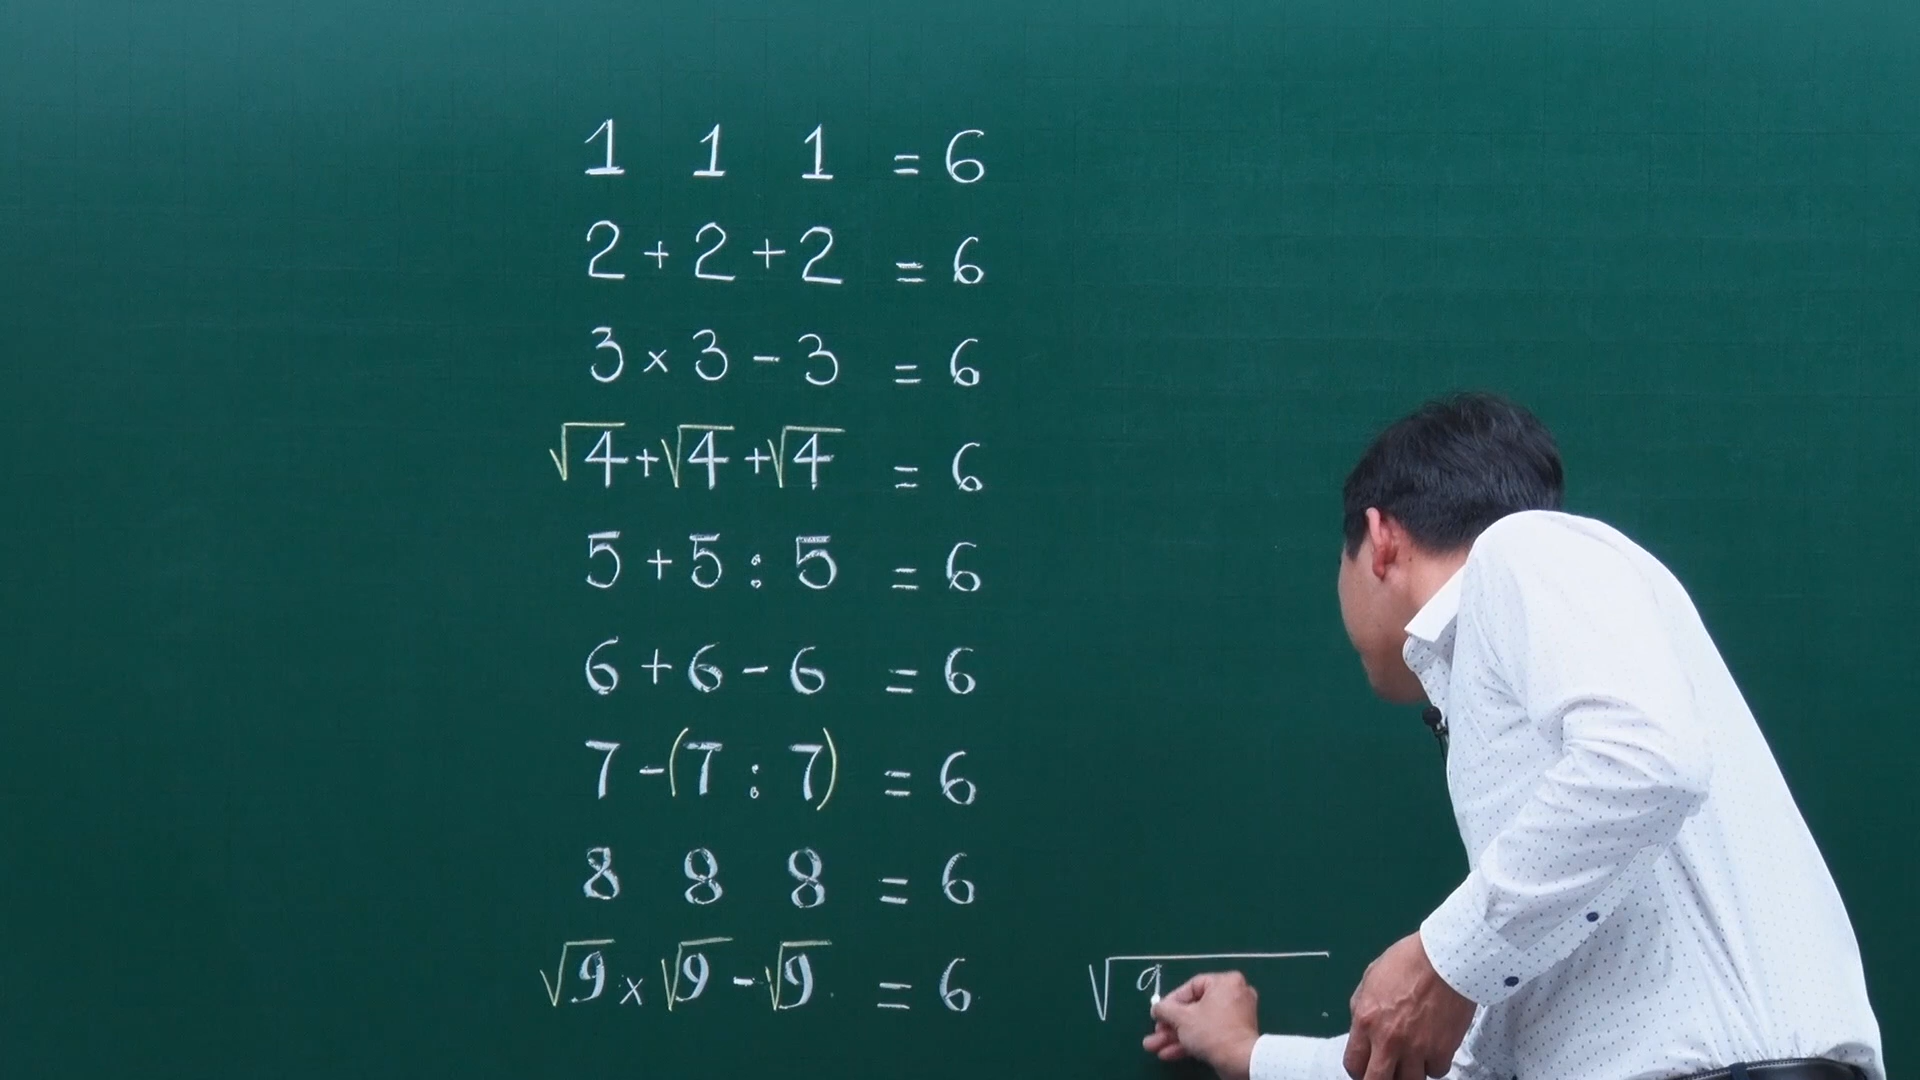 1 1 1 = 6
2 + 2 + 2 = 6
3 × 3 - 3 = 6
√4 + √4 + √4 = 6
5 + 5 : 5 = 6
6 + 6 - 6 = 6
7 - (7 : 7) = 6
8 8 8 = 6
√9 × √9 - √9 = 6 √9